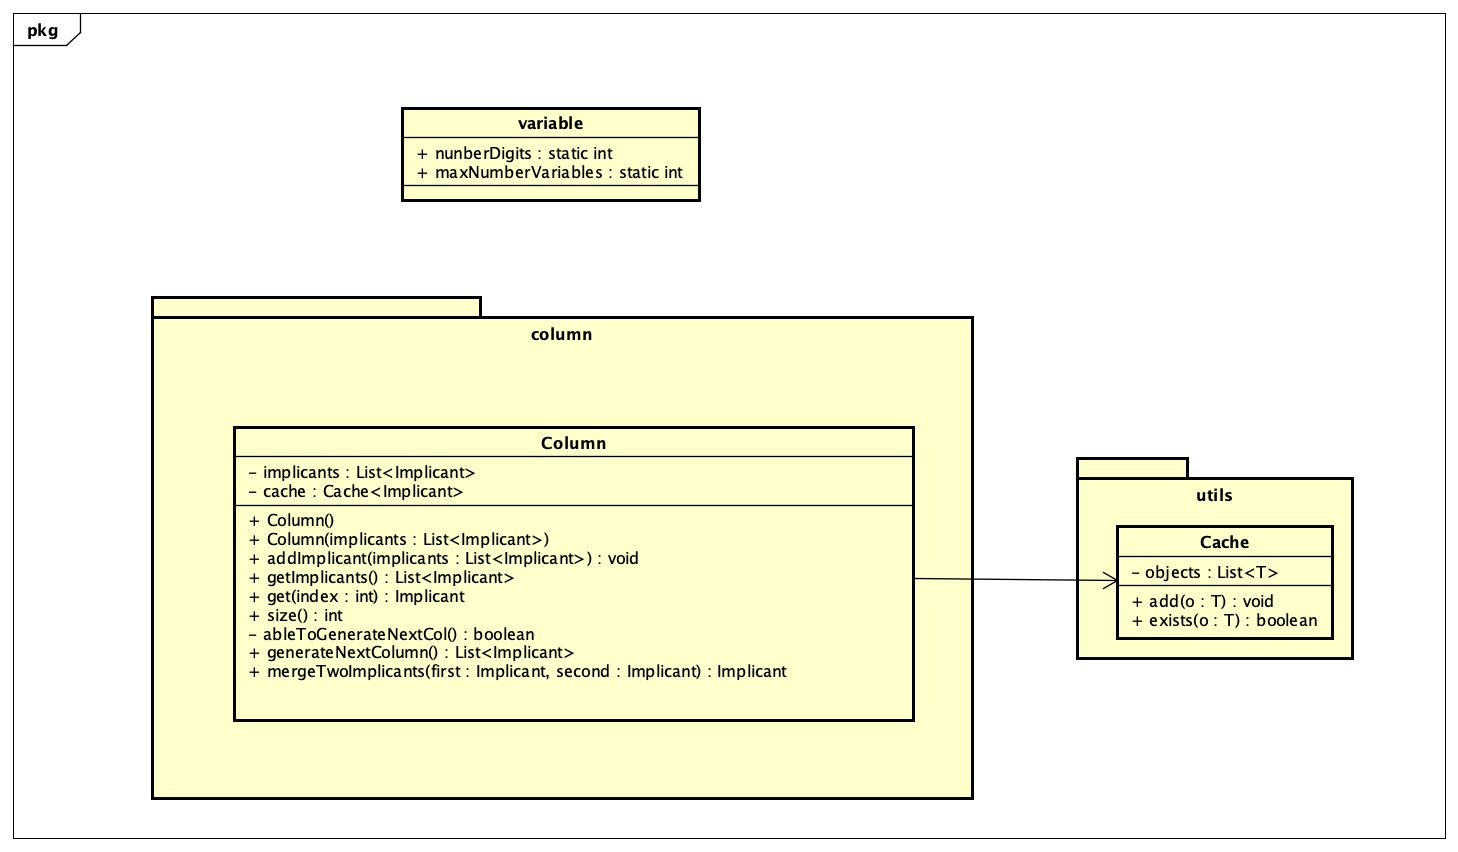 pkg
variable
+ nunberDigits : static int
+ maxNumberVariables : static int
column
Column
- implicants : List<Implicant>
- cache : Cache<Implicant>
+ Column()
+ Column(implicants : List<Implicant>)
+ addImplicant(implicants : List<Implicant>) : void
+ getImplicants() : List<Implicant>
+ get(index : int) : Implicant
+ size() : int
- ableToGenerateNextCol() : boolean
+ generateNextColumn() : List<Implicant>
+ mergeTwoImplicants(first : Implicant, second : Implicant) : Implicant
utils
Cache
- objects : List<T>
+ add(o : T) : void
+ exists(o : T) : boolean